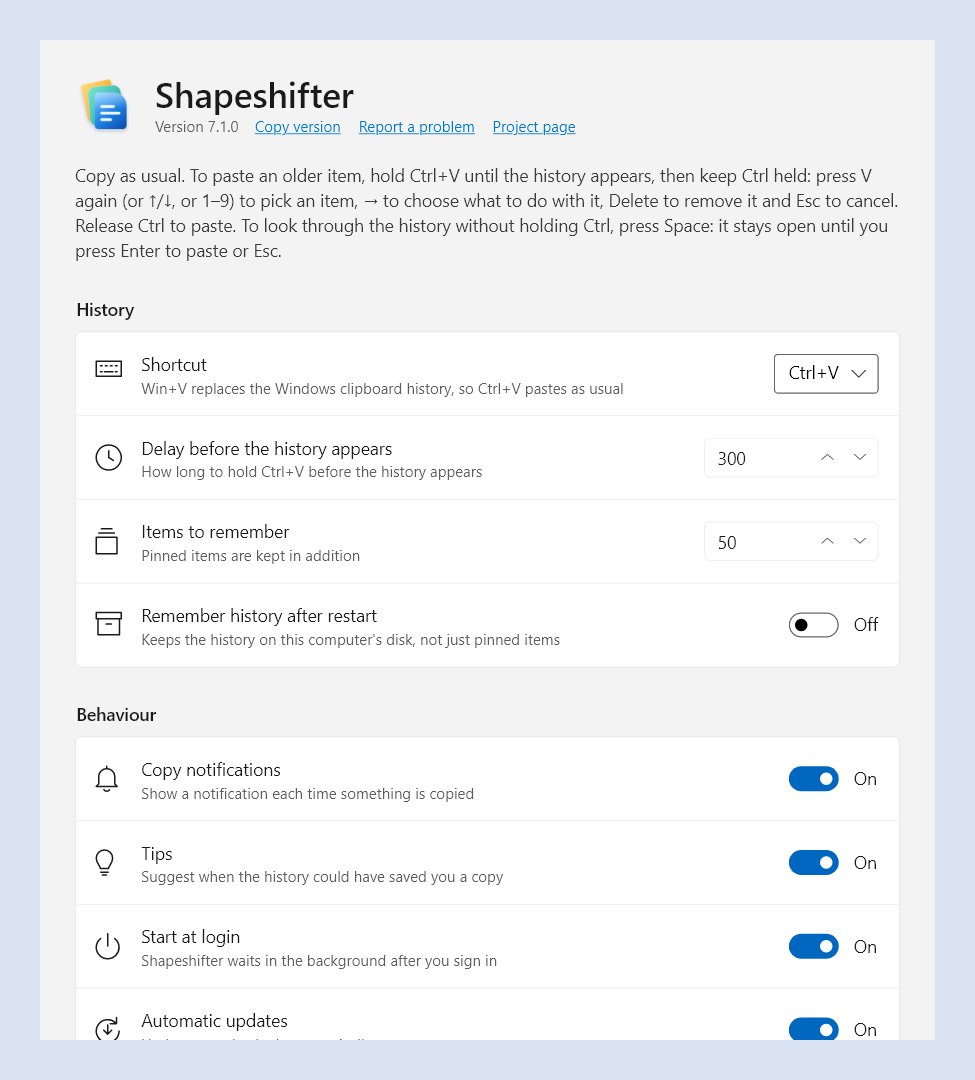 Shapeshifter
Version 7.1.0 Copy version Report a problem Project page
Copy as usual. To paste an older item, hold Ctrl+V until the history appears, then keep Ctrl held: press V
again (or ↑/↓, or 1–9) to pick an item, → to choose what to do with it, Delete to remove it and Esc to cancel.
Release Ctrl to paste. To look through the history without holding Ctrl, press Space: it stays open until you
press Enter to paste or Esc.
History
Shortcut
Win+V replaces the Windows clipboard history, so Ctrl+V pastes as usual
Ctrl+V
Delay before the history appears
How long to hold Ctrl+V before the history appears
300
Items to remember
Pinned items are kept in addition
50
Remember history after restart
Keeps the history on this computer's disk, not just pinned items
Off
Behaviour
Copy notifications
Show a notification each time something is copied
On
Tips
Suggest when the history could have saved you a copy
On
Start at login
Shapeshifter waits in the background after you sign in
On
Automatic updates
On